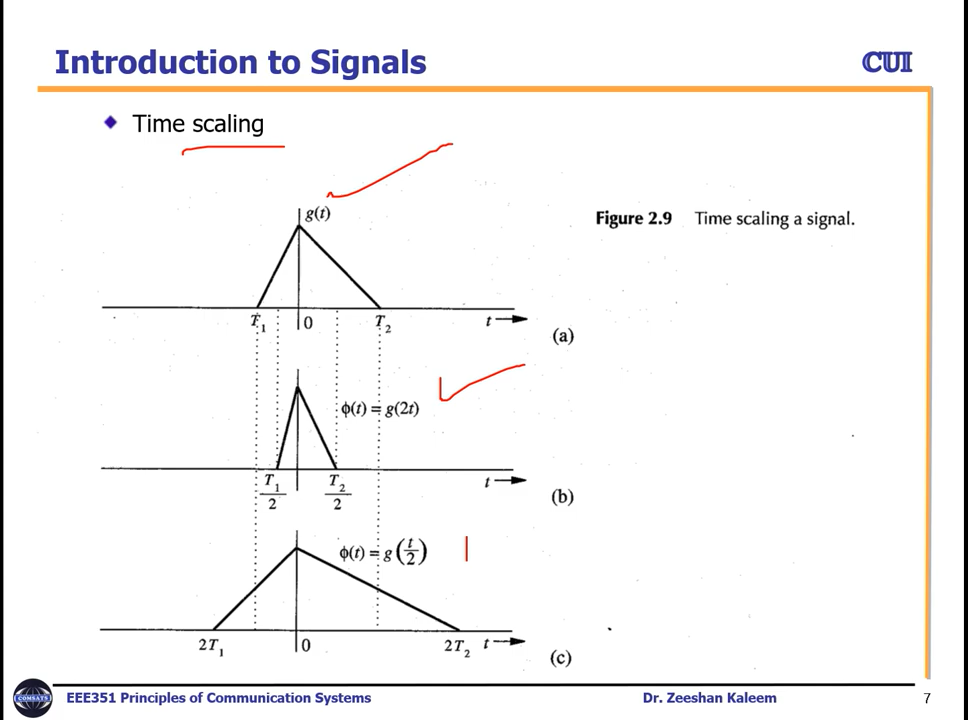 Introduction to Signals
CUI
Time scaling
g(t)
Figure 2.9 Time scaling a signal.
T₁ 0 T₂ t
(a)
ϕ(t) = g(2t)
T₁/2 T₂/2 t
(b)
ϕ(t) = g(t/2)
2T₁ 0 2T₂ t
(c)
COMSATS
EEE351 Principles of Communication Systems
Dr. Zeeshan Kaleem
7